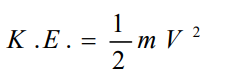 K .E . = 1/2 m V ²